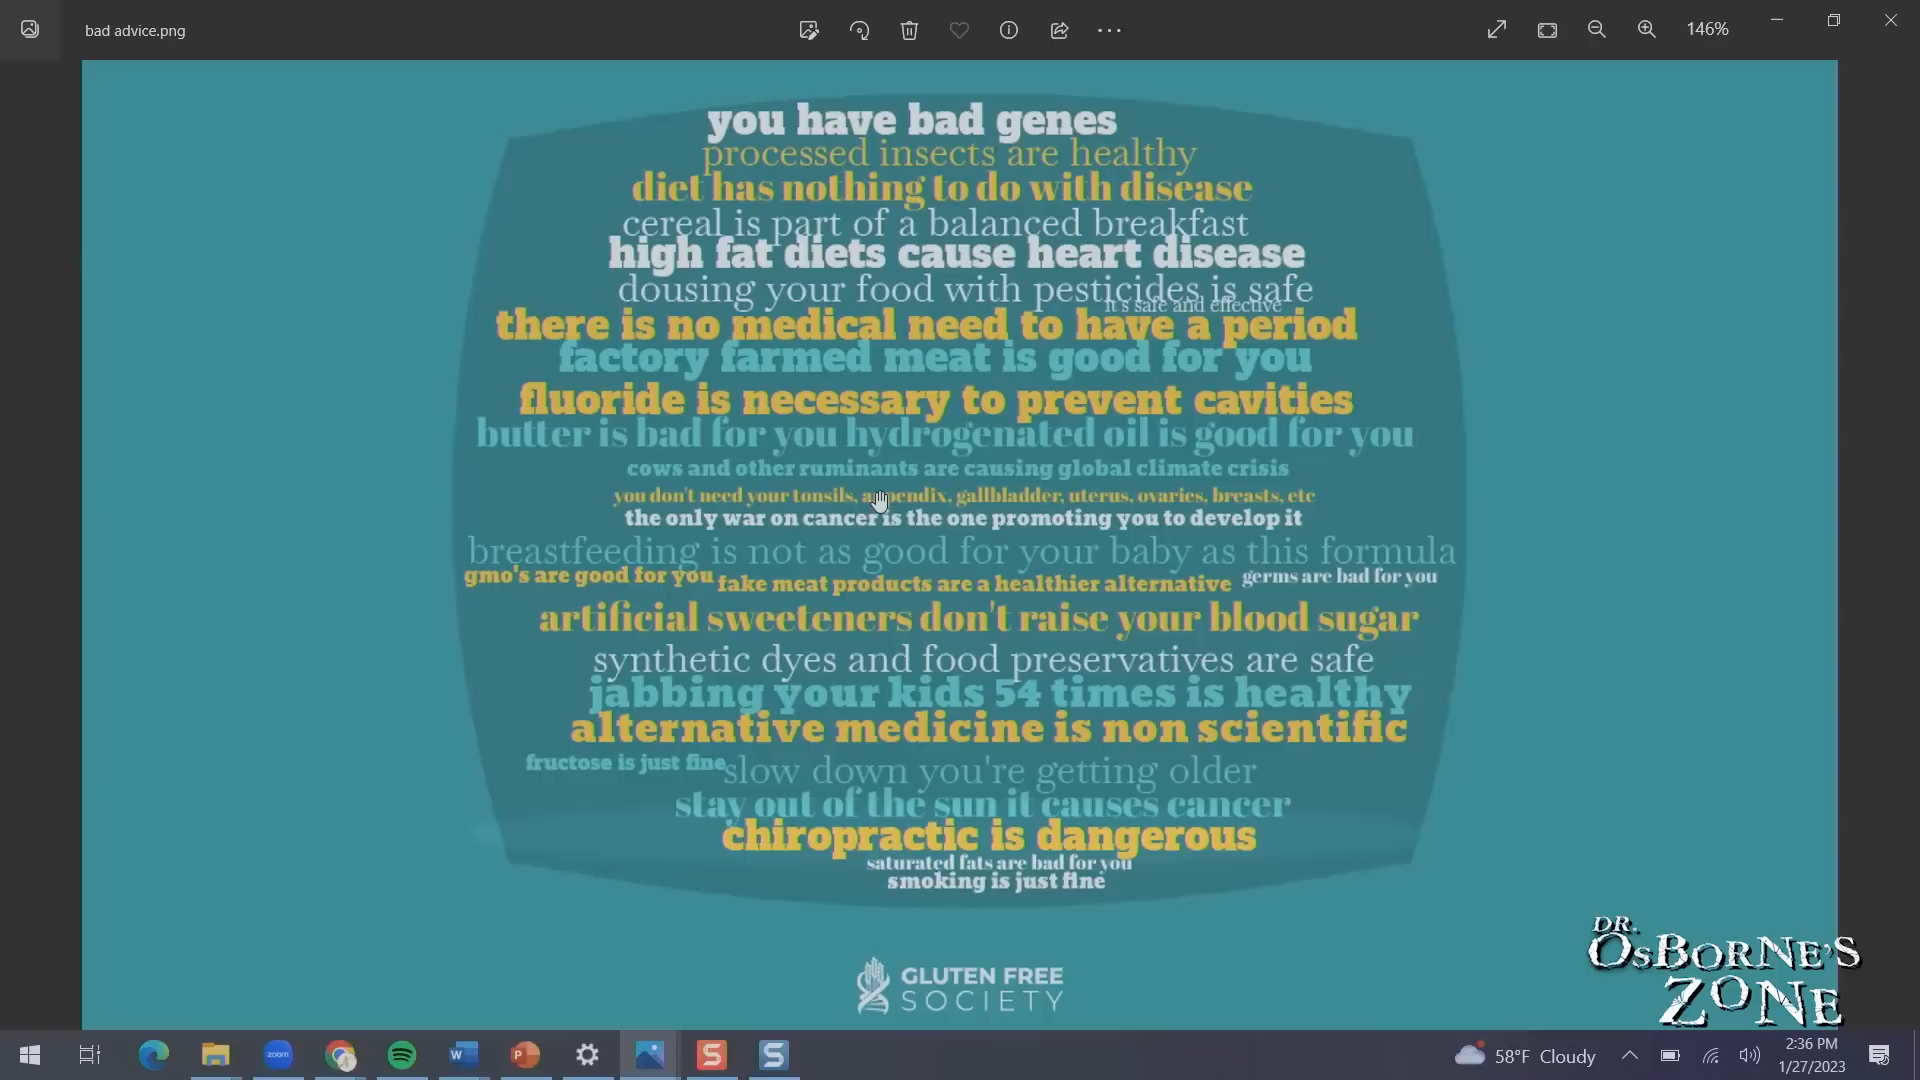 bad advice.png
146%
you have bad genes
processed insects are healthy
diet has nothing to do with disease
cereal is part of a balanced breakfast
high fat diets cause heart disease
dousing your food with pesticides is safe
it's safe and effective
there is no medical need to have a period
factory farmed meat is good for you
fluoride is necessary to prevent cavities
butter is bad for you hydrogenated oil is good for you
cows and other ruminants are causing global climate crisis
you don't need your tonsils, appendix, gallbladder, uterus, ovaries, breasts, etc
the only war on cancer is the one promoting you to develop it
breastfeeding is not as good for your baby as this formula
gmo's are good for you fake meat products are a healthier alternative germs are bad for you
artificial sweeteners don't raise your blood sugar
synthetic dyes and food preservatives are safe
jabbing your kids 54 times is healthy
alternative medicine is non scientific
fructose is just fine slow down you're getting older
stay out of the sun it causes cancer
chiropractic is dangerous
saturated fats are bad for you
smoking is just fine
GLUTEN FREE
SOCIETY
DR.
OSBORNE'S
ZONE
zoom
W
P
S
S
58°F Cloudy
2:36 PM
1/27/2023